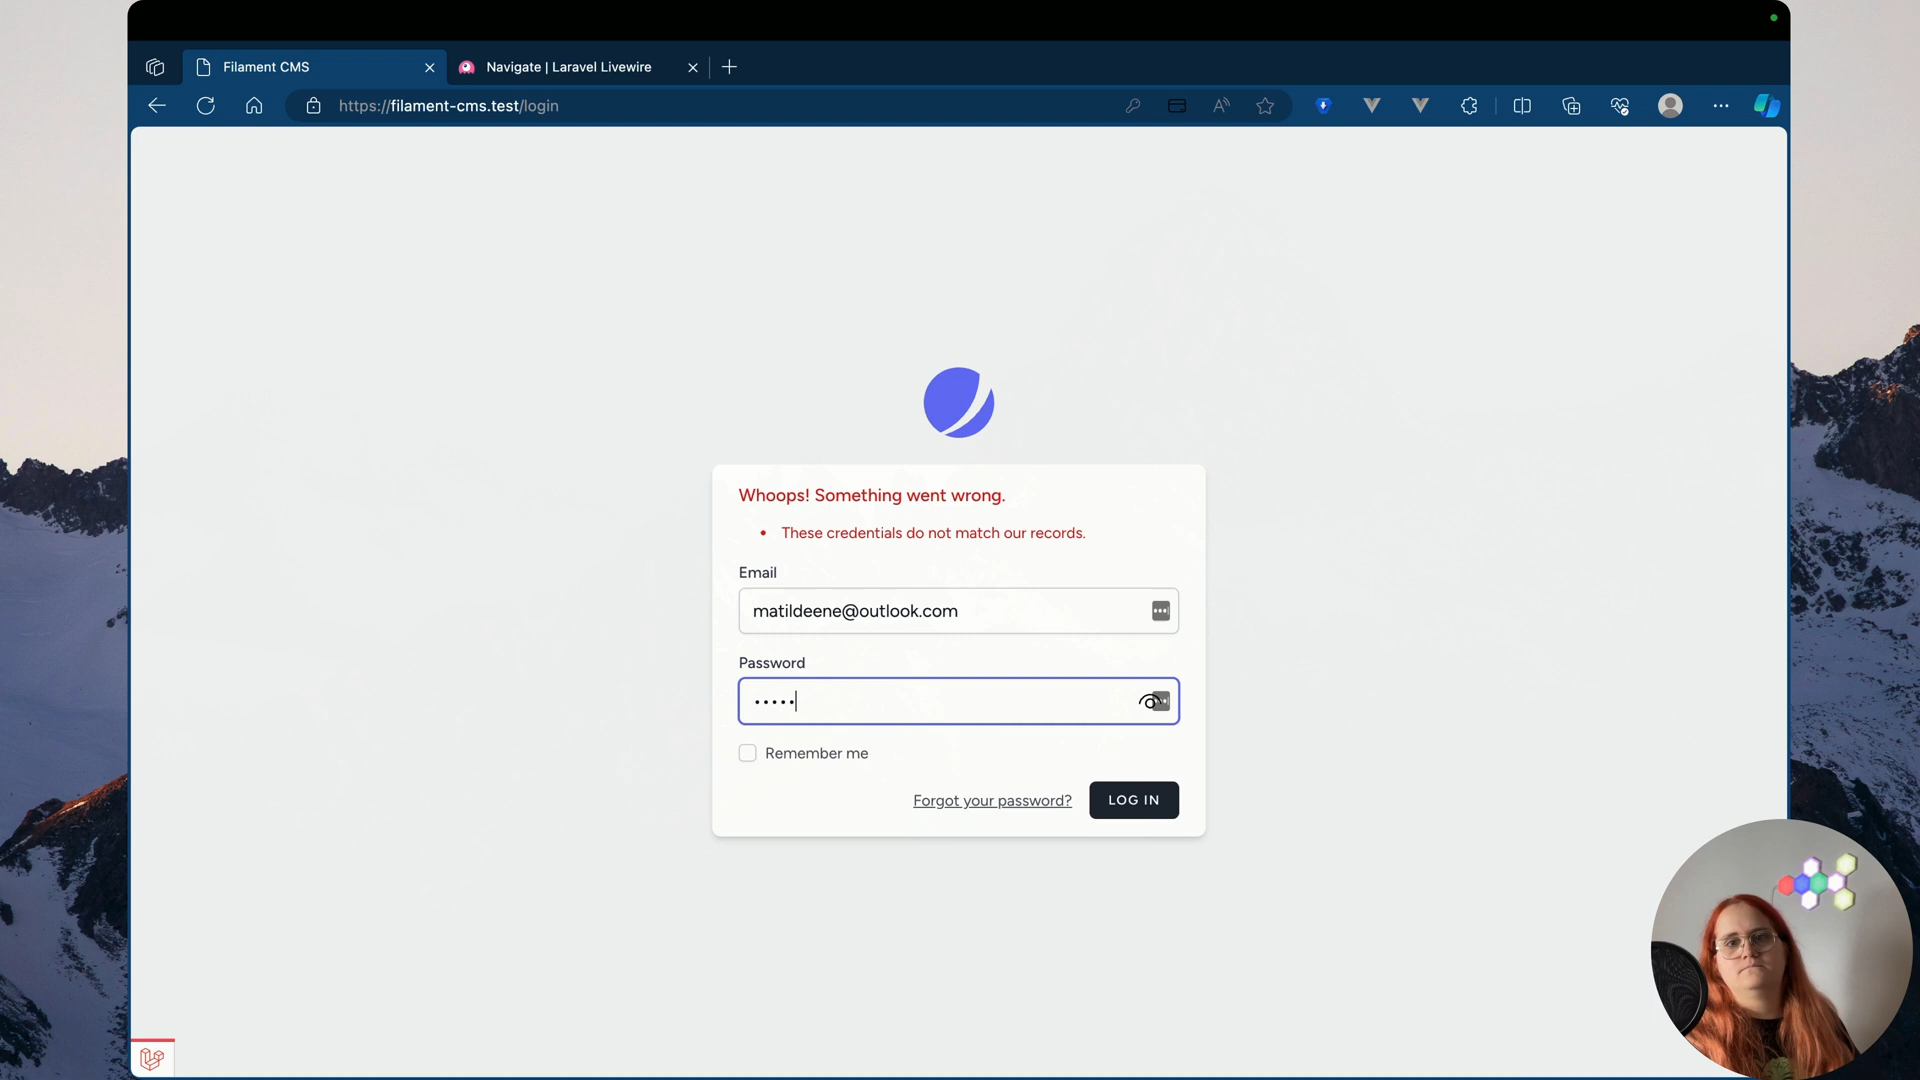 Filament CMS
Navigate | Laravel Livewire
https://filament-cms.test/login
Whoops! Something went wrong.
• These credentials do not match our records.
Email
matildeene@outlook.com
Password
Remember me
Forgot your password?
LOG IN